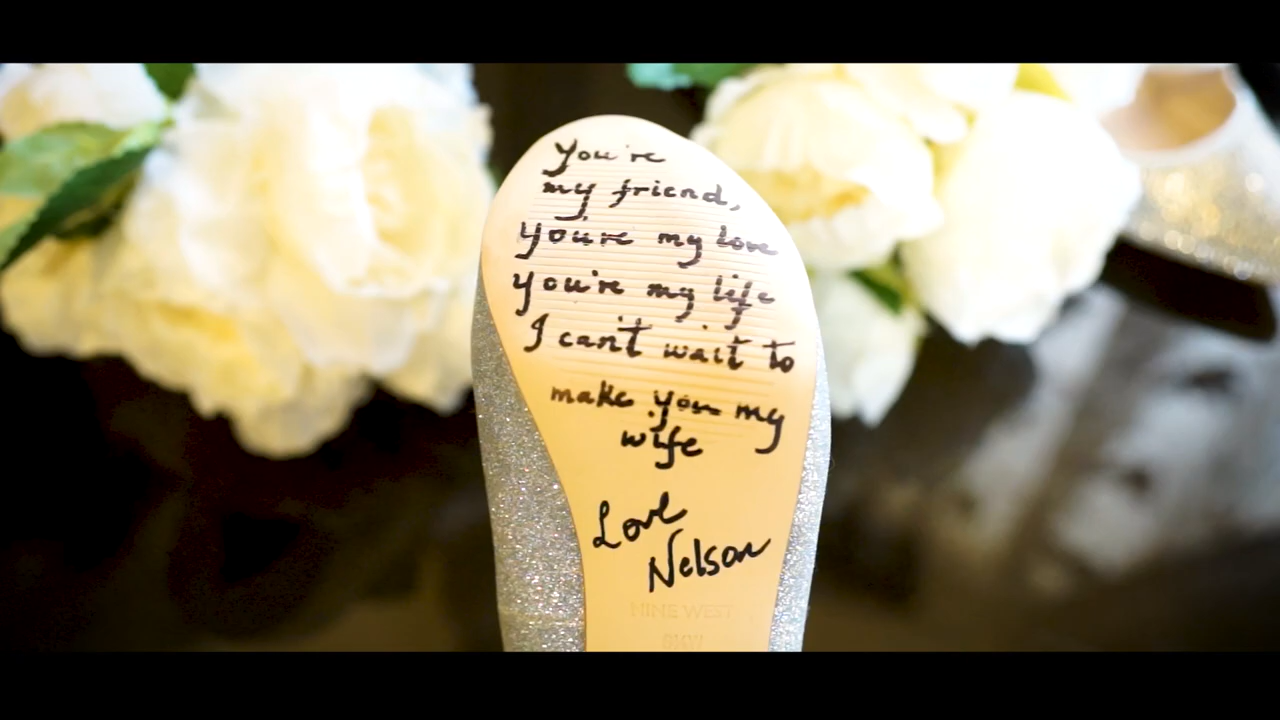 You're
my friend,
you're my love
you're my life
I can't wait to
make you my
wife
Love
Nelson
NINE WEST